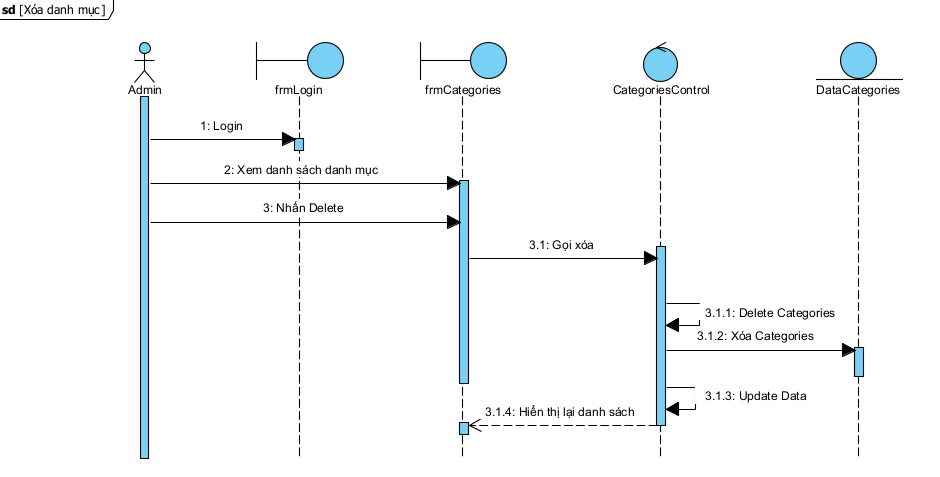 sd [Xóa danh mục]
Admin
frmLogin
frmCategories
CategoriesControl
DataCategories
1: Login
2: Xem danh sách danh mục
3: Nhấn Delete
3.1: Gọi xóa
3.1.1: Delete Categories
3.1.2: Xóa Categories
3.1.3: Update Data
3.1.4: Hiển thị lại danh sách